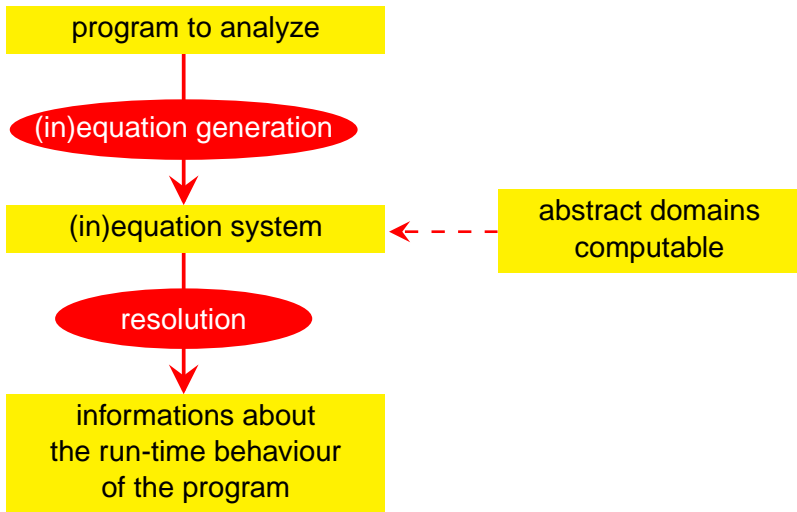 program to analyze
(in)equation generation
(in)equation system
abstract domains
computable
resolution
informations about
the run-time behaviour
of the program